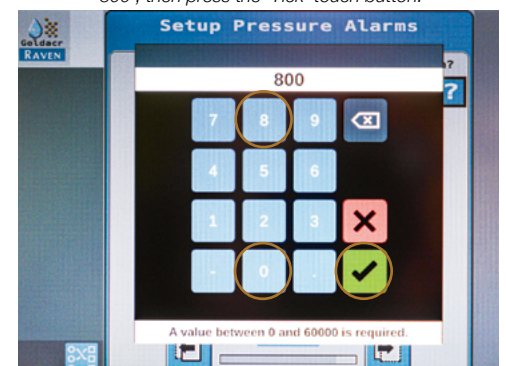 800 , then press the Tick touch button.
Setup Pressure Alarms
Goldacr
RAVEN
?
800
?
7 8 9
4 5 6
1 2 3
- 0 .
A value between 0 and 60000 is required.